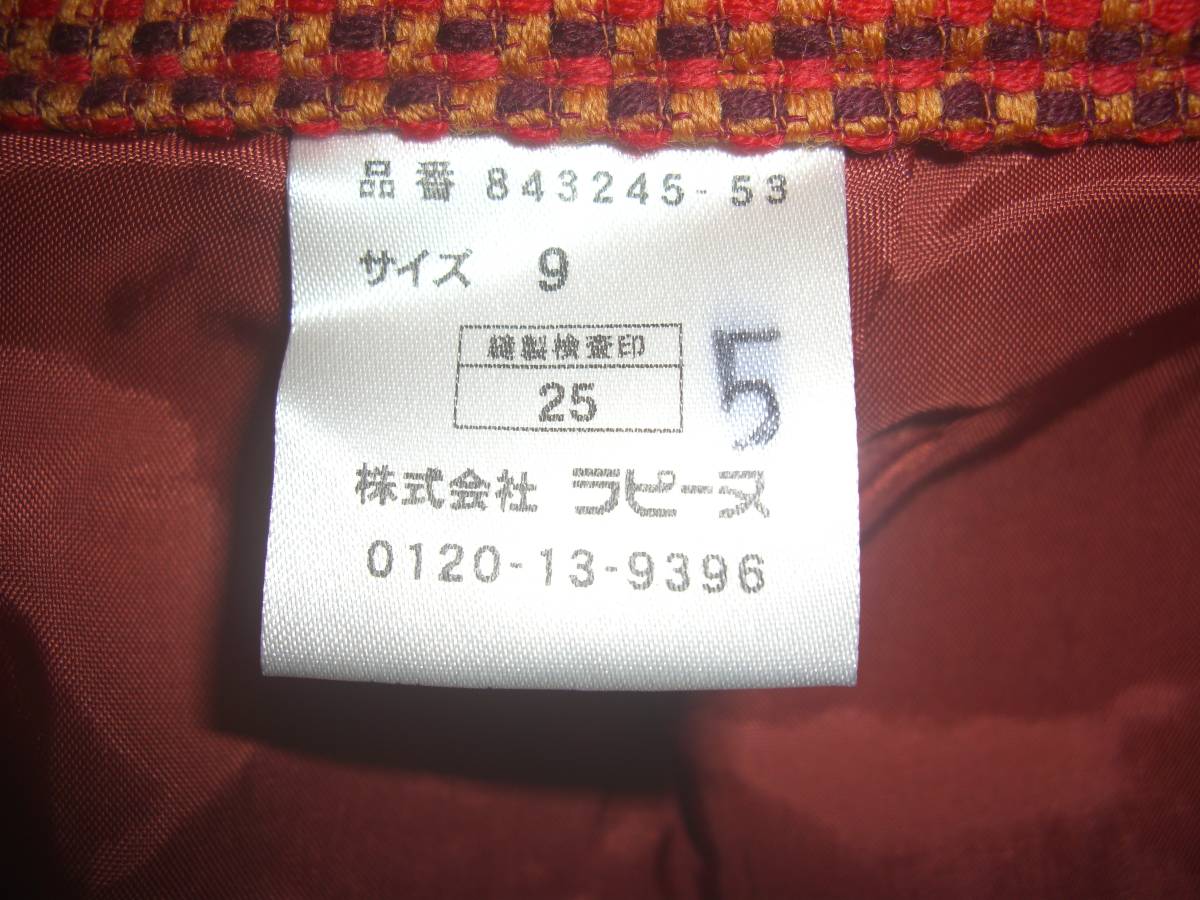 品番 843245-53
サイズ 9
縫製検査印
25
5
株式会社 ラピーヌ
0120-13-9396